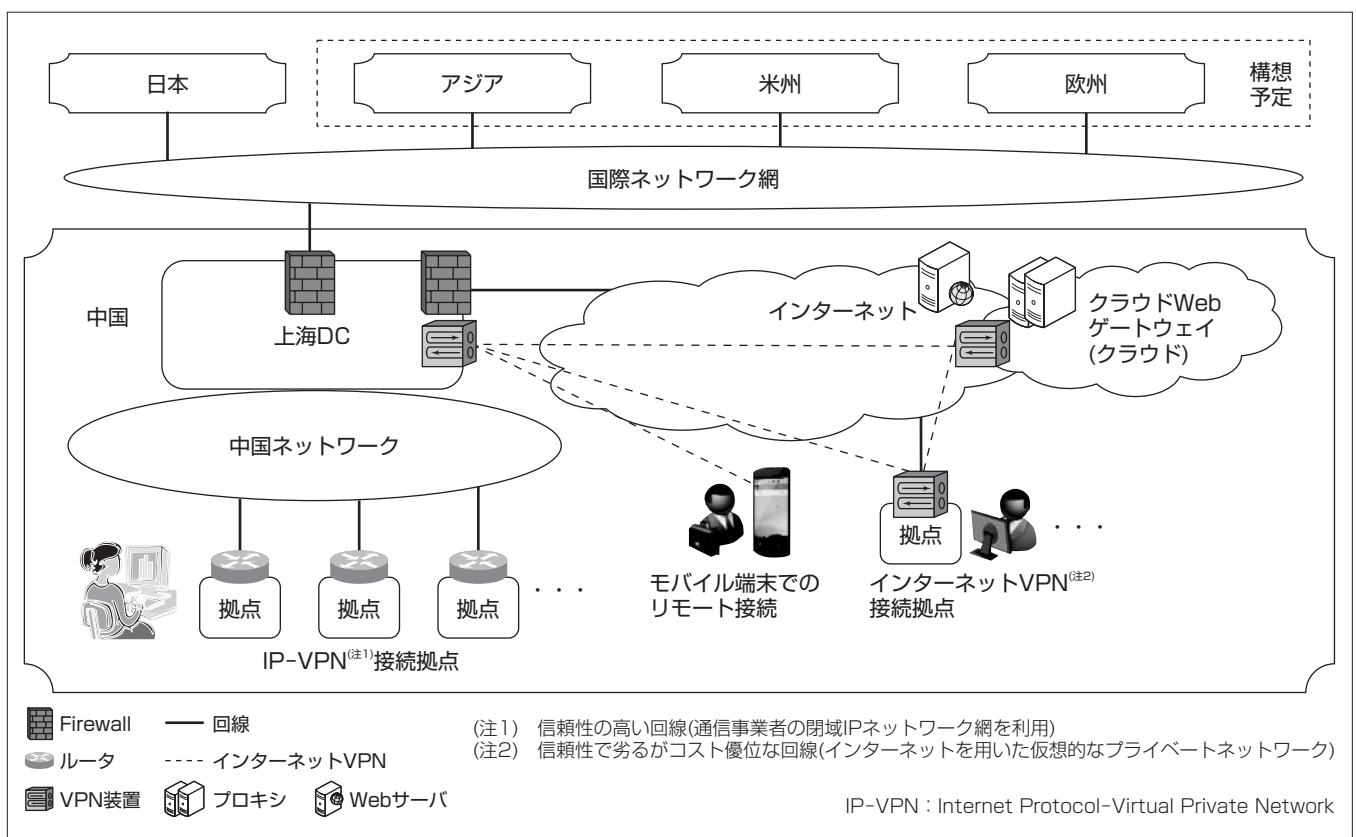 日本
アジア
米州
欧州
構想
予定
国際ネットワーク網
中国
上海DC
インターネット
クラウドWeb
ゲートウェイ
(クラウド)
中国ネットワーク
拠点
拠点
拠点
・・・
IP-VPN(注1)接続拠点
モバイル端末での
リモート接続
拠点
・・・
インターネットVPN(注2)
接続拠点
Firewall
回線
ルータ
インターネットVPN
VPN装置
プロキシ
Webサーバ
(注1) 信頼性の高い回線(通信事業者の閉域IPネットワーク網を利用)
(注2) 信頼性で劣るがコスト優位な回線(インターネットを用いた仮想的なプライベートネットワーク)
IP-VPN：Internet Protocol-Virtual Private Network